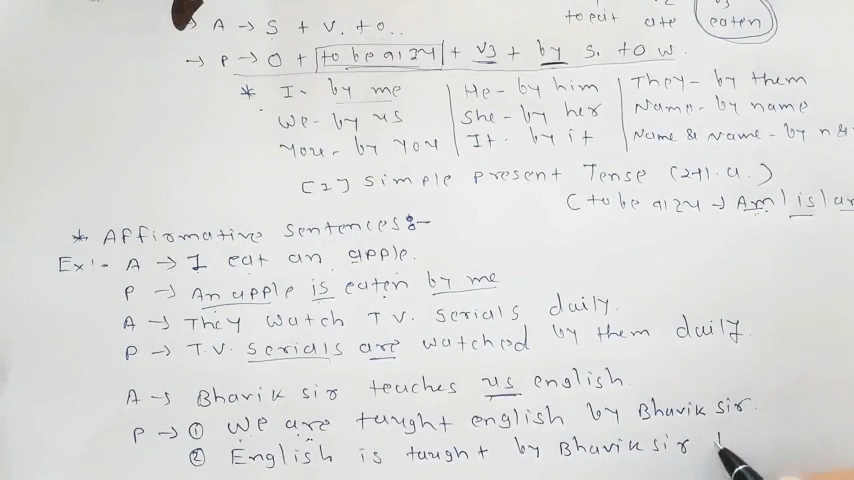 v3
to eat ate eaten
→ A → S + V. + O..
→ P → O + to be વાળા + v3 + by s. + O w.
* I - by me | He - by him | They - by them
We - by us | She - by her | Name - by name
You - by you | It - by it | Name & Name - by n &
[1] Simple present Tense
( to be વાળા → Am | is | ar
* Affirmative sentences :-
Ex:- A → I eat an apple.
P → An apple is eaten by me
A → They watch T.V. serials daily.
P → T.V. serials are watched by them daily.
A → Bhavik sir teaches us english.
P → ① We are taught english by Bhavik sir.
② English is taught by Bhavik sir